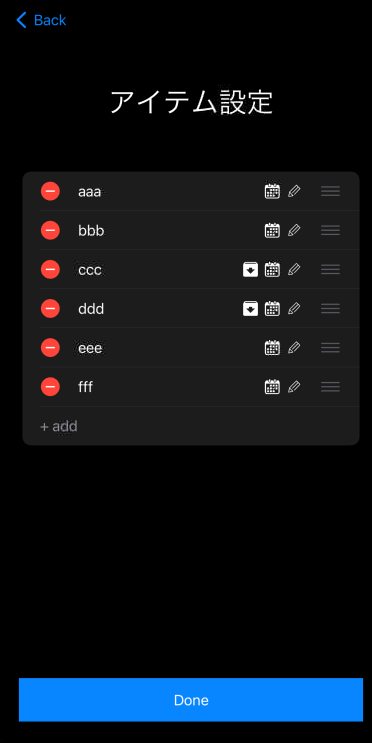 Back
アイテム設定
aaa
bbb
ccc
ddd
eee
fff
+ add
Done